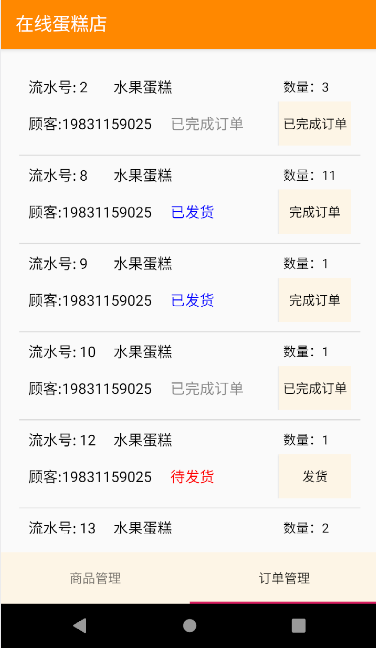 在线蛋糕店
流水号: 2 水果蛋糕 数量：3
顾客:19831159025 已完成订单 已完成订单
流水号: 8 水果蛋糕 数量：11
顾客:19831159025 已发货 完成订单
流水号: 9 水果蛋糕 数量：1
顾客:19831159025 已发货 完成订单
流水号: 10 水果蛋糕 数量：1
顾客:19831159025 已完成订单 已完成订单
流水号: 12 水果蛋糕 数量：1
顾客:19831159025 待发货 发货
流水号: 13 水果蛋糕 数量：2
商品管理 订单管理